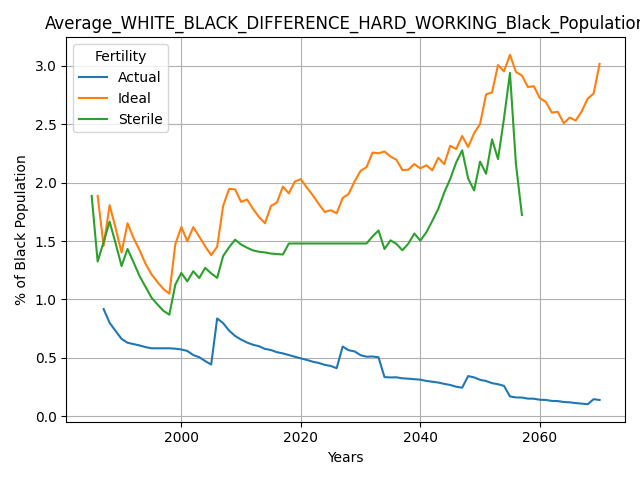 Average_WHITE_BLACK_DIFFERENCE_HARD_WORKING_Black_Population
Fertility
Actual
Ideal
Sterile
% of Black Population
3.0
2.5
2.0
1.5
1.0
0.5
0.0
2000
2020
2040
2060
Years